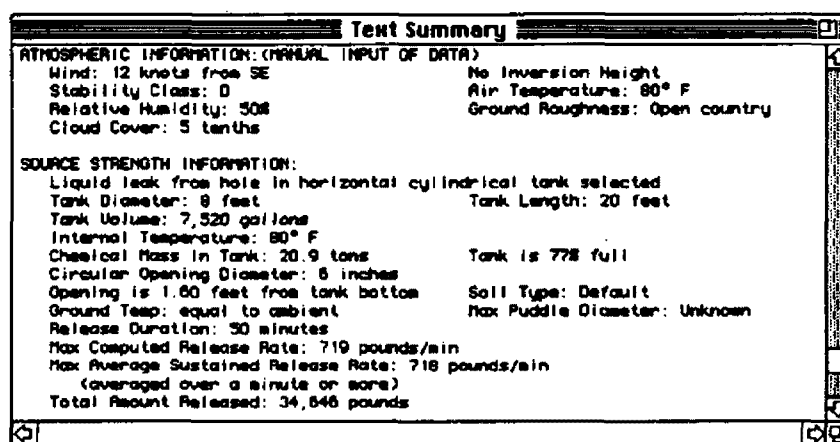 Text Summary
ATMOSPHERIC INFORMATION:(MANUAL INPUT OF DATA)
Wind: 12 knots from SE No Inversion Height
Stability Class: D Air Temperature: 80° F
Relative Humidity: 50% Ground Roughness: Open country
Cloud Cover: 5 tenths
SOURCE STRENGTH INFORMATION:
Liquid leak from hole in horizontal cylindrical tank selected
Tank Diameter: 8 feet Tank Length: 20 feet
Tank Volume: 7,520 gallons
Internal Temperature: 80° F
Chemical Mass in Tank: 20.9 tons Tank is 77% full
Circular Opening Diameter: 6 inches
Opening is 1.60 feet from tank bottom Soil Type: Default
Ground Temp: equal to ambient Max Puddle Diameter: Unknown
Release Duration: 50 minutes
Max Computed Release Rate: 719 pounds/min
Max Average Sustained Release Rate: 718 pounds/min
(averaged over a minute or more)
Total Amount Released: 34,646 pounds